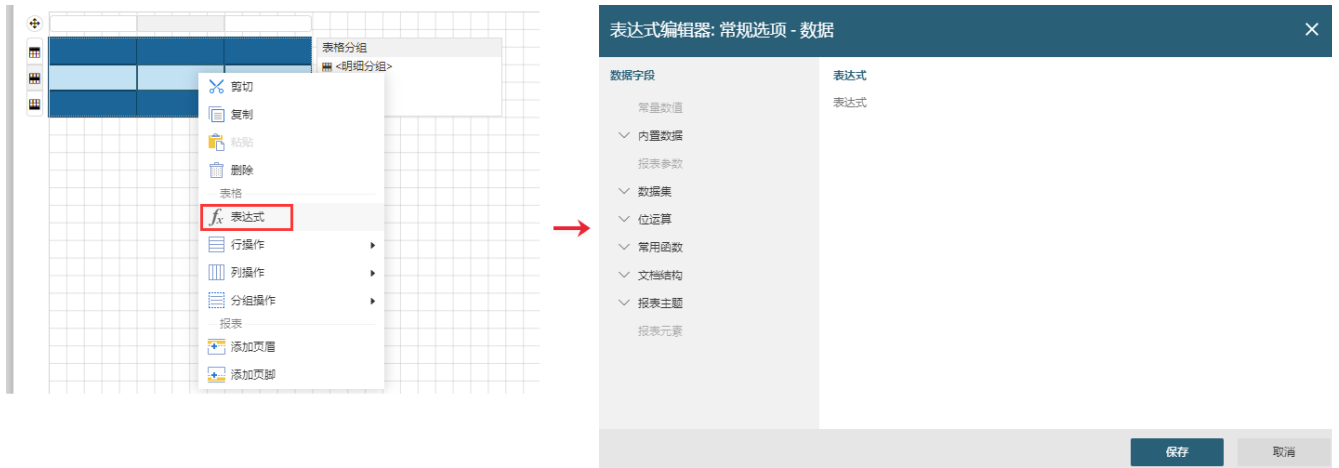 表格分组
<明细分组>
剪切
复制
粘贴
删除
表格
fx 表达式
行操作
列操作
分组操作
报表
添加页眉
添加页脚
表达式编辑器: 常规选项 - 数据
数据字段
常量数值
内置数据
报表参数
数据集
位运算
常用函数
文档结构
报表主题
报表元素
表达式
表达式
保存
取消